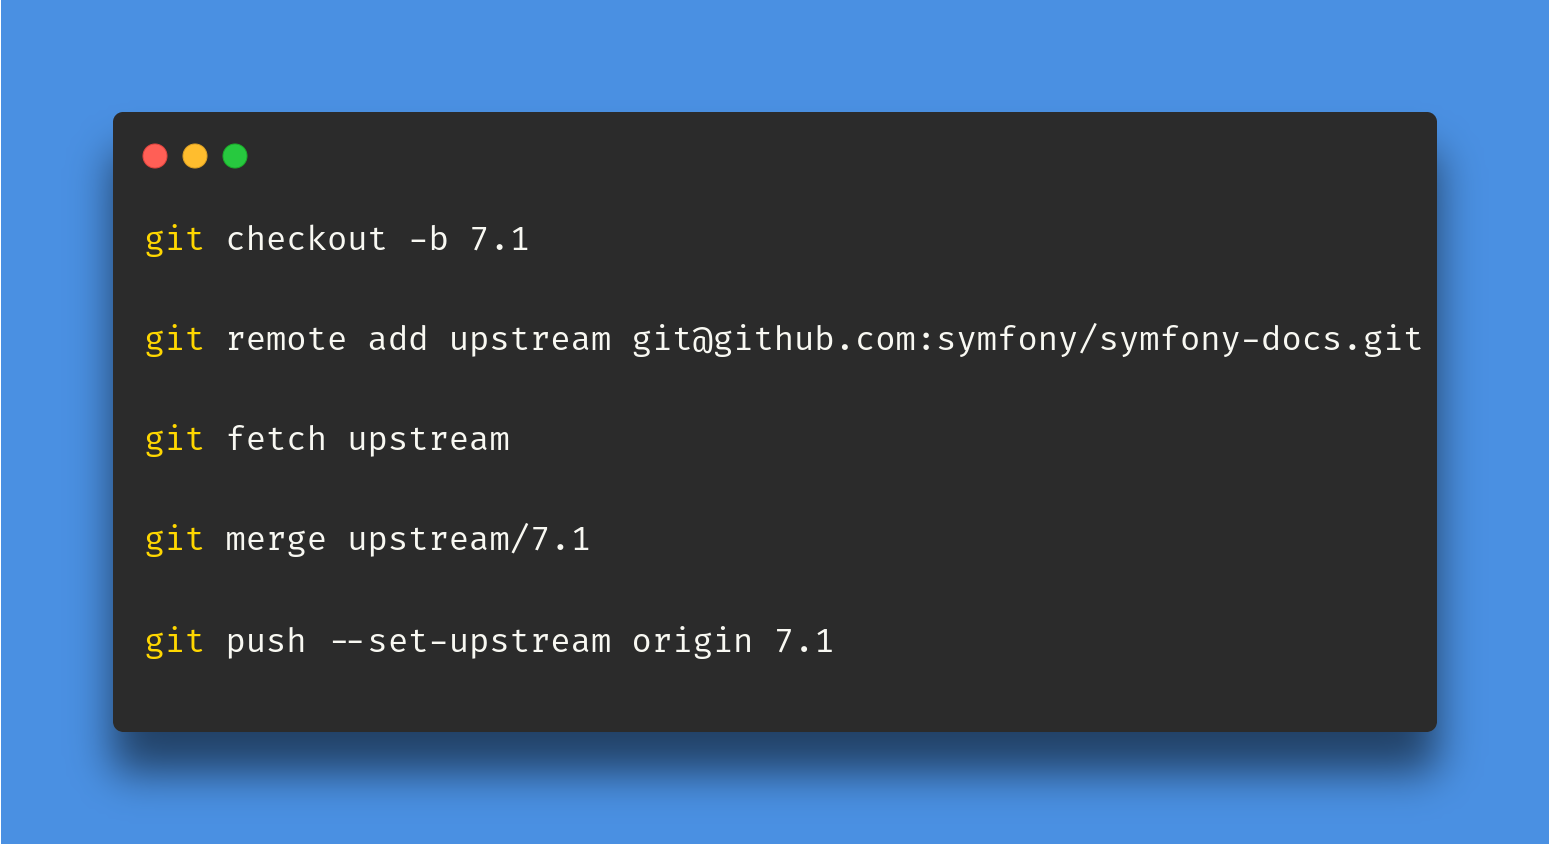 git checkout -b 7.1
git remote add upstream git@github.com:symfony/symfony-docs.git
git fetch upstream
git merge upstream/7.1
git push --set-upstream origin 7.1